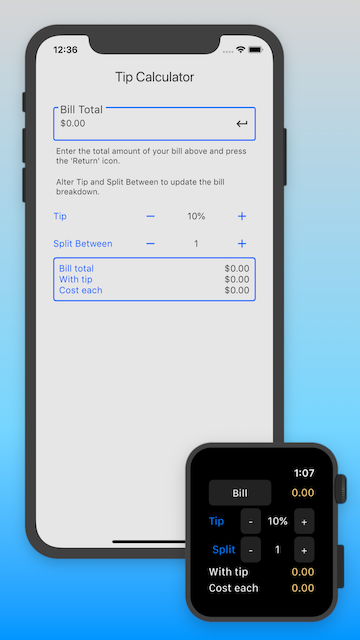 12:36
Tip Calculator
Bill Total
$0.00
Enter the total amount of your bill above and press
the 'Return' icon.
Alter Tip and Split Between to update the bill
breakdown.
Tip − 10% +
Split Between − 1 +
Bill total $0.00
With tip $0.00
Cost each $0.00
1:07
Bill 0.00
Tip - 10% +
Split - 1 +
With tip 0.00
Cost each 0.00